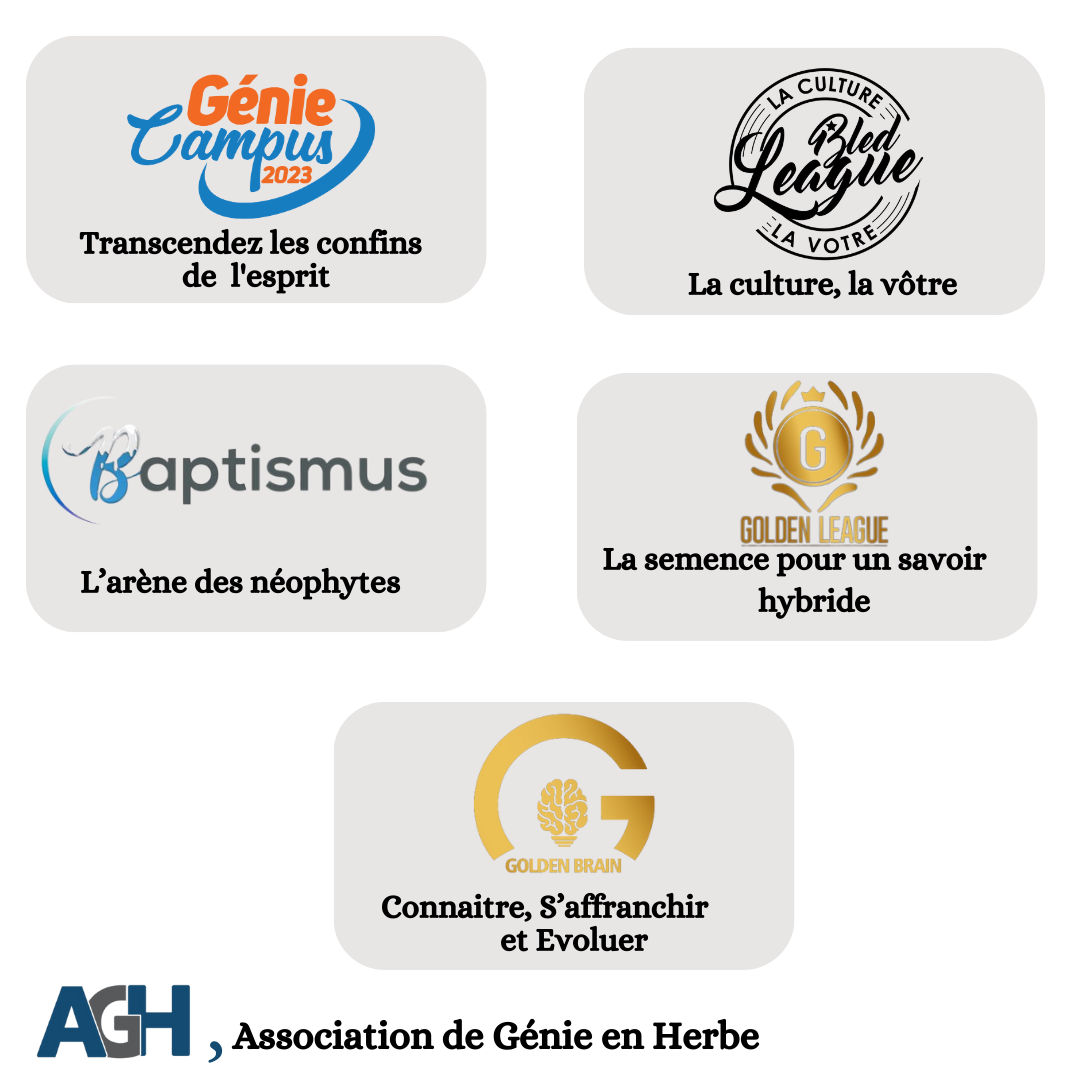 Génie
Campus
2023
Transcendez les confins
de l'esprit
LA CULTURE
Bled
League
LA VOTRE
La culture, la vôtre
Baptismus
L’arène des néophytes
G
GOLDEN LEAGUE
La semence pour un savoir
hybride
G
GOLDEN BRAIN
Connaitre, S’affranchir
et Evoluer
AGH , Association de Génie en Herbe